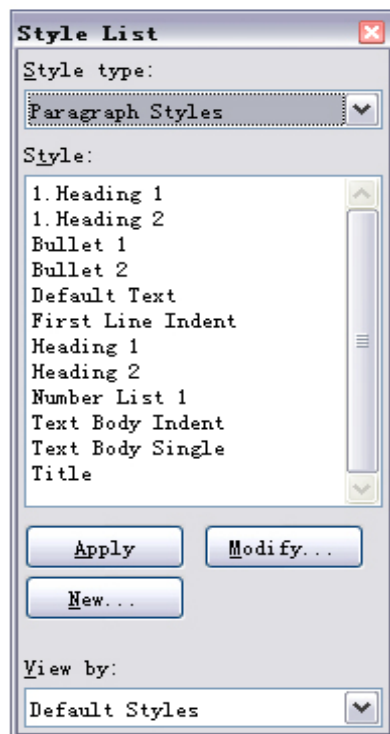 Style List
Style type:
Paragraph Styles
Style:
1.Heading 1
1.Heading 2
Bullet 1
Bullet 2
Default Text
First Line Indent
Heading 1
Heading 2
Number List 1
Text Body Indent
Text Body Single
Title
Apply Modify...
New...
View by:
Default Styles